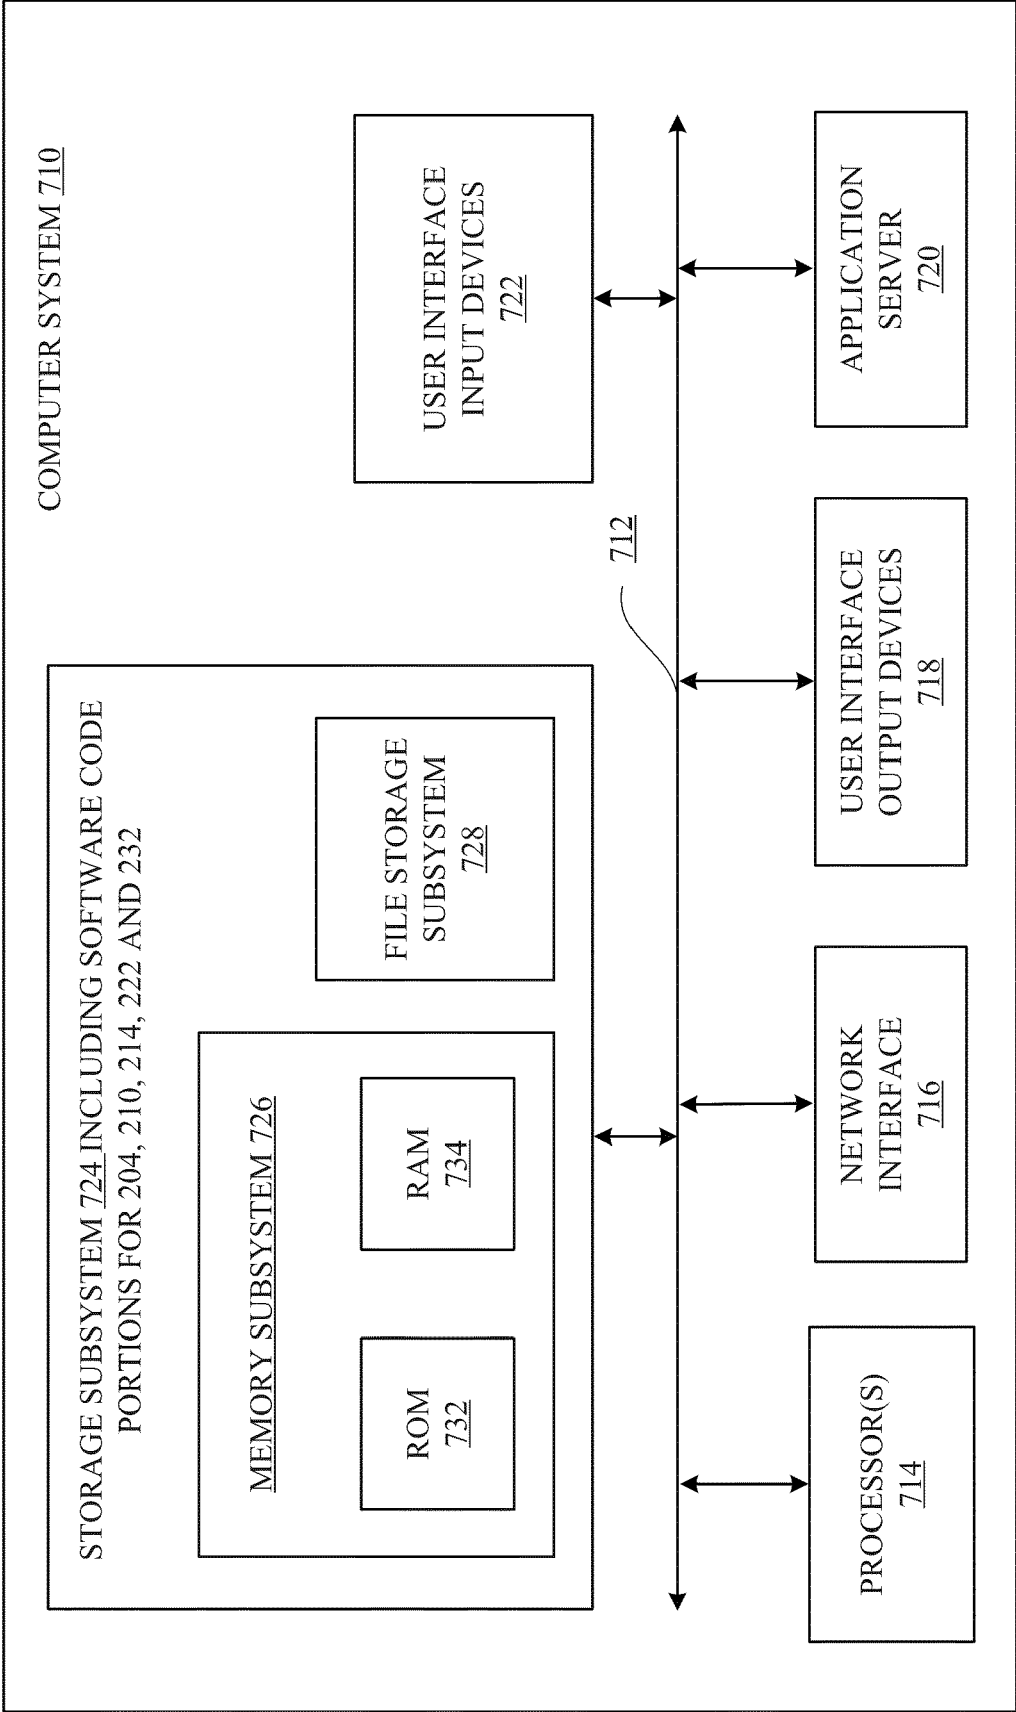 COMPUTER SYSTEM 710
STORAGE SUBSYSTEM 724 INCLUDING SOFTWARE CODE
PORTIONS FOR 204, 210, 214, 222 AND 232
MEMORY SUBSYSTEM 726
ROM
732
RAM
734
FILE STORAGE
SUBSYSTEM
728
USER INTERFACE
INPUT DEVICES
722
712
PROCESSOR(S)
714
NETWORK
INTERFACE
716
USER INTERFACE
OUTPUT DEVICES
718
APPLICATION
SERVER
720